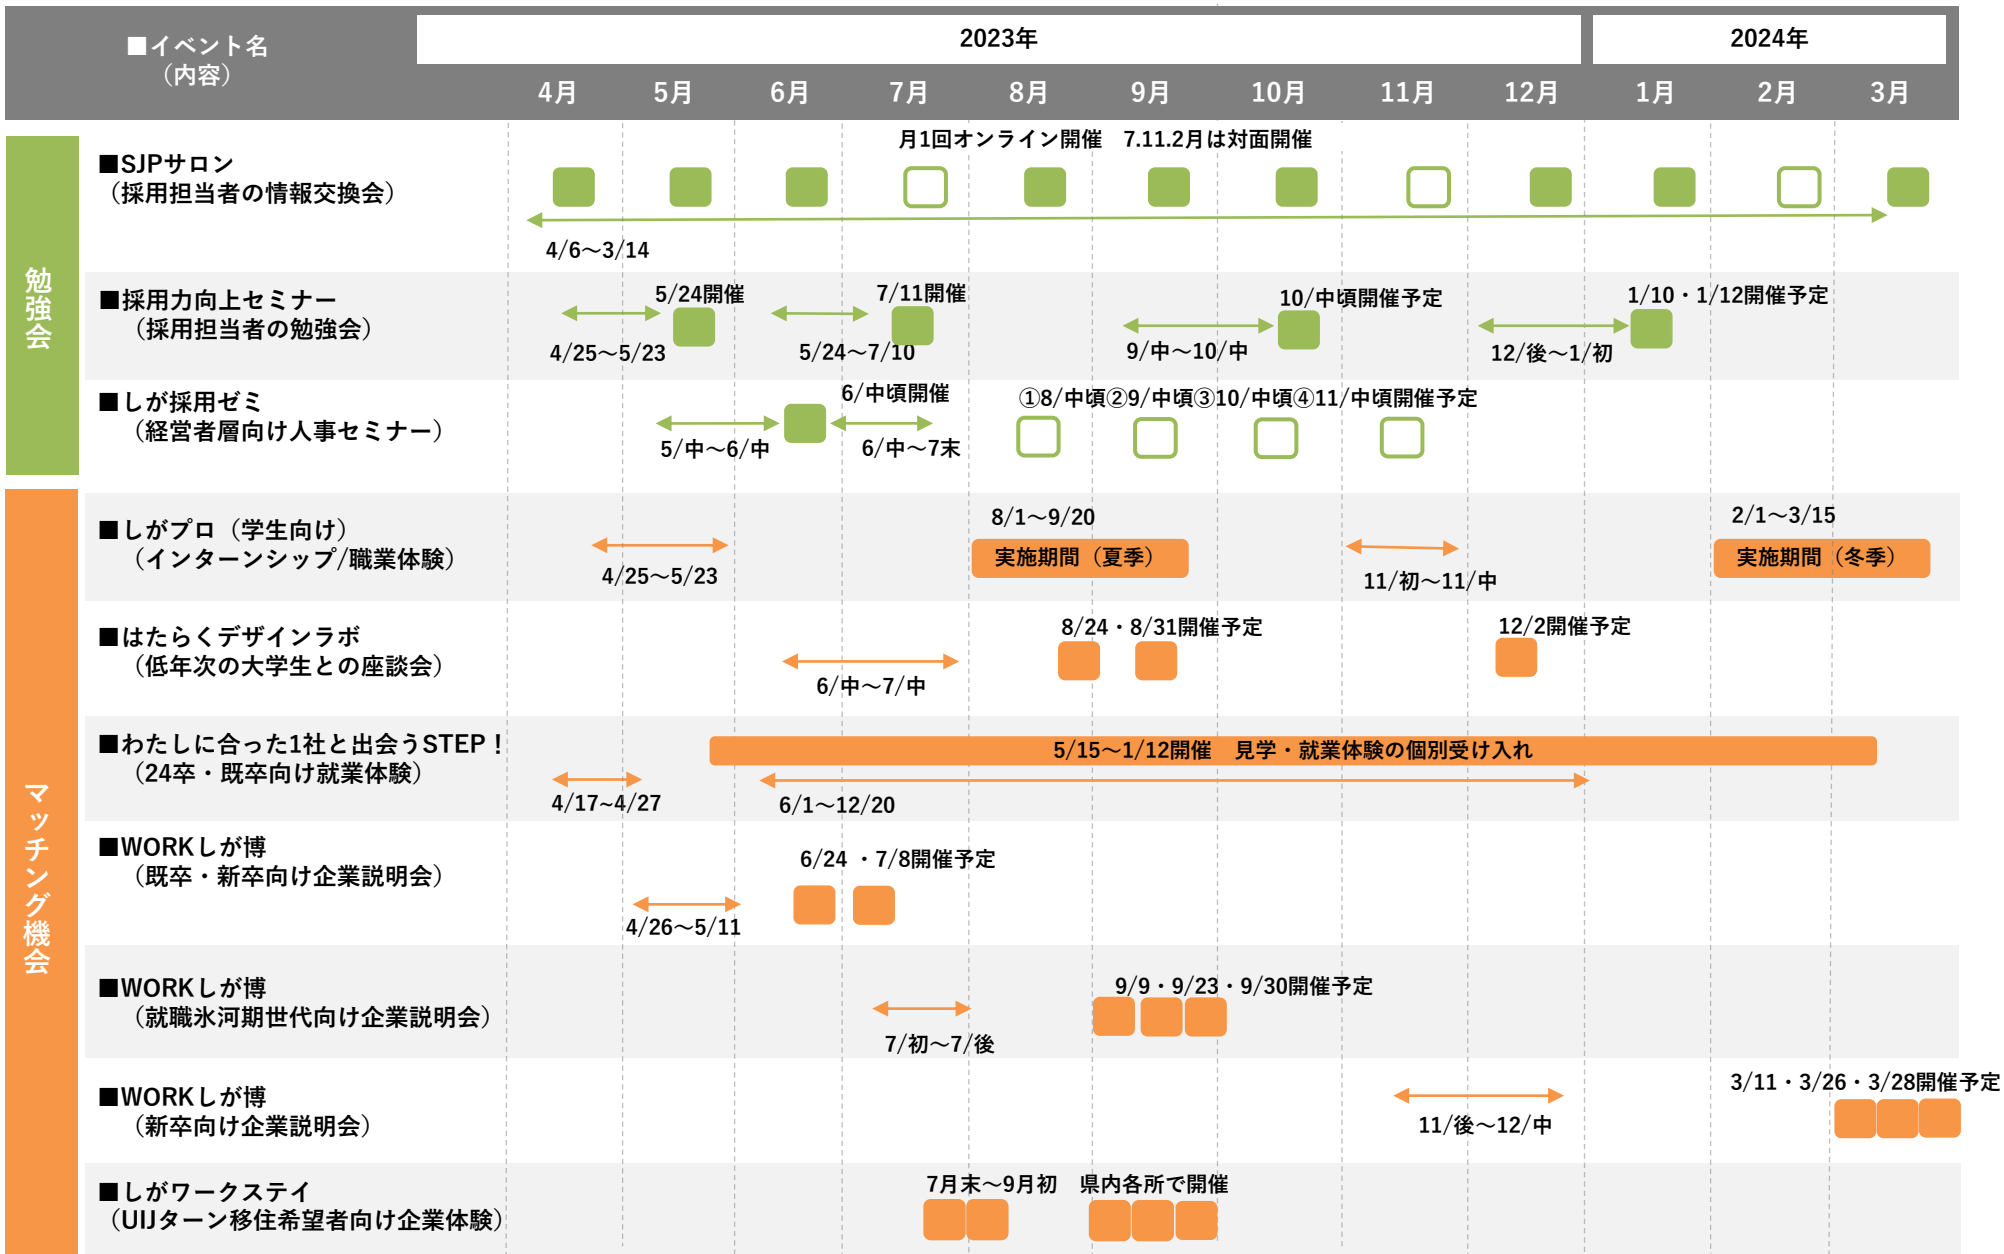 ■イベント名
（内容）
2023年
2024年
4月
5月
6月
7月
8月
9月
10月
11月
12月
1月
2月
3月
勉強会
■SJPサロン
（採用担当者の情報交換会）
月1回オンライン開催　7.11.2月は対面開催
4/6～3/14
■採用力向上セミナー
（採用担当者の勉強会）
5/24開催
4/25～5/23
7/11開催
5/24～7/10
10/中頃開催予定
9/中～10/中
1/10・1/12開催予定
12/後～1/初
■しが採用ゼミ
（経営者層向け人事セミナー）
5/中～6/中
6/中頃開催
6/中～7末
①8/中頃②9/中頃③10/中頃④11/中頃開催予定
マッチング機会
■しがプロ（学生向け）
（インターンシップ/職業体験）
4/25～5/23
8/1～9/20
実施期間（夏季）
11/初～11/中
2/1～3/15
実施期間（冬季）
■はたらくデザインラボ
（低年次の大学生との座談会）
6/中～7/中
8/24・8/31開催予定
12/2開催予定
■わたしに合った1社と出会うSTEP！
（24卒・既卒向け就業体験）
4/17~4/27
5/15～1/12開催　見学・就業体験の個別受け入れ
6/1～12/20
■WORKしが博
（既卒・新卒向け企業説明会）
4/26～5/11
6/24 ・7/8開催予定
■WORKしが博
（就職氷河期世代向け企業説明会）
7/初～7/後
9/9・9/23・9/30開催予定
■WORKしが博
（新卒向け企業説明会）
11/後～12/中
3/11・3/26・3/28開催予定
■しがワークステイ
（UIJターン移住希望者向け企業体験）
7月末～9月初　県内各所で開催